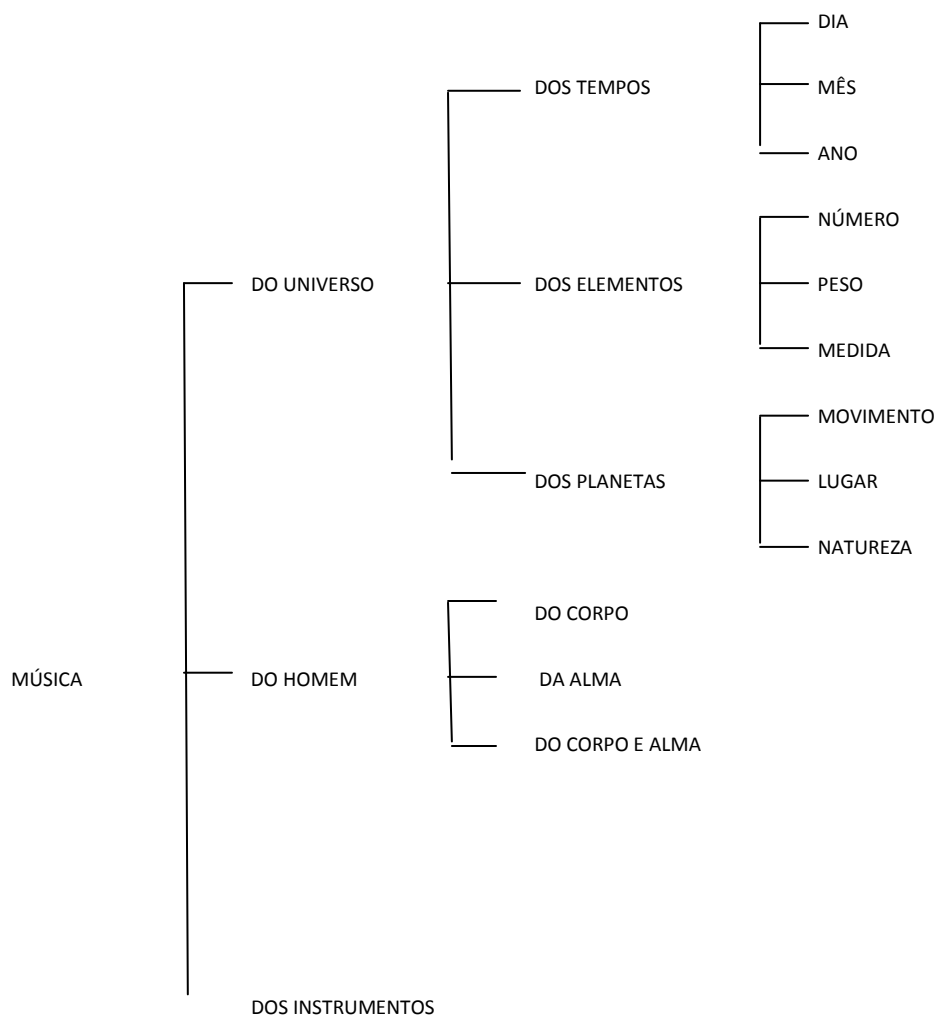 DIA
DOS TEMPOS
MÊS
ANO
NÚMERO
DO UNIVERSO
DOS ELEMENTOS
PESO
MEDIDA
MOVIMENTO
DOS PLANETAS
LUGAR
NATUREZA
DO CORPO
MÚSICA
DO HOMEM
DA ALMA
DO CORPO E ALMA
DOS INSTRUMENTOS